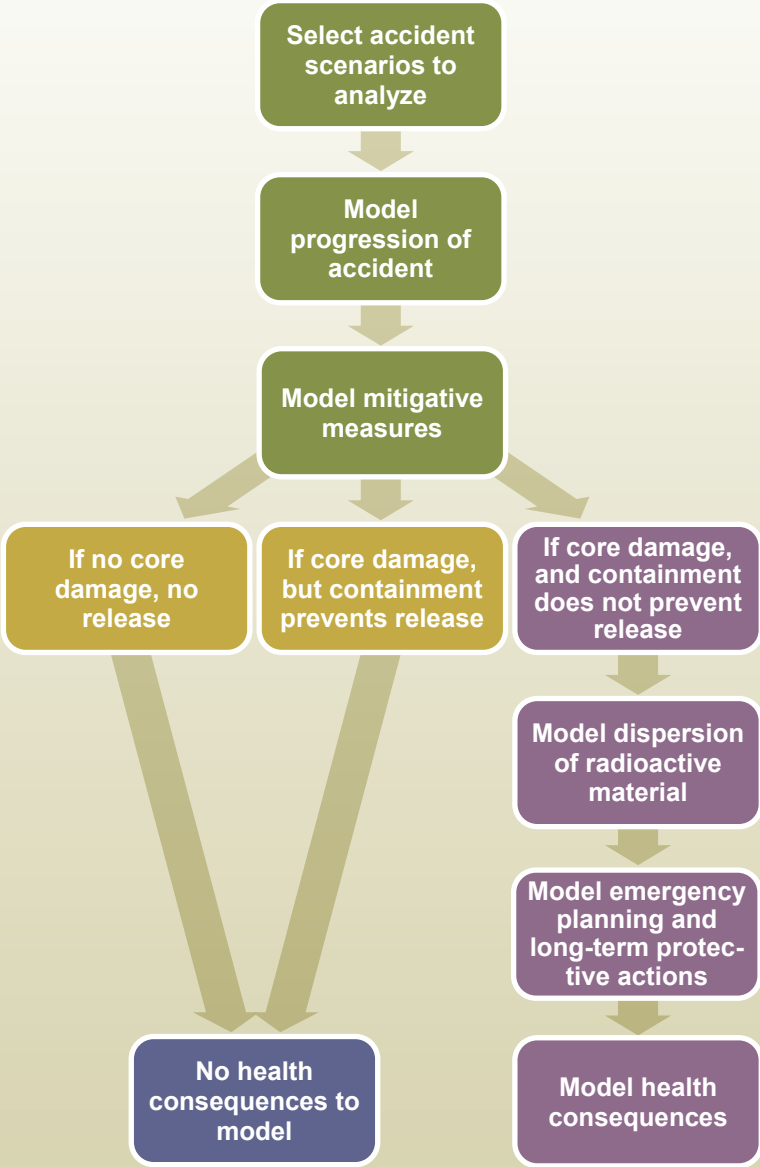 Select accident
scenarios to
analyze
Model
progression of
accident
Model mitigative
measures
If no core
damage, no
release
If core damage,
but containment
prevents release
If core damage,
and containment
does not prevent
release
Model dispersion
of radioactive
material
Model emergency
planning and
long-term protec-
tive actions
No health
consequences to
model
Model health
consequences